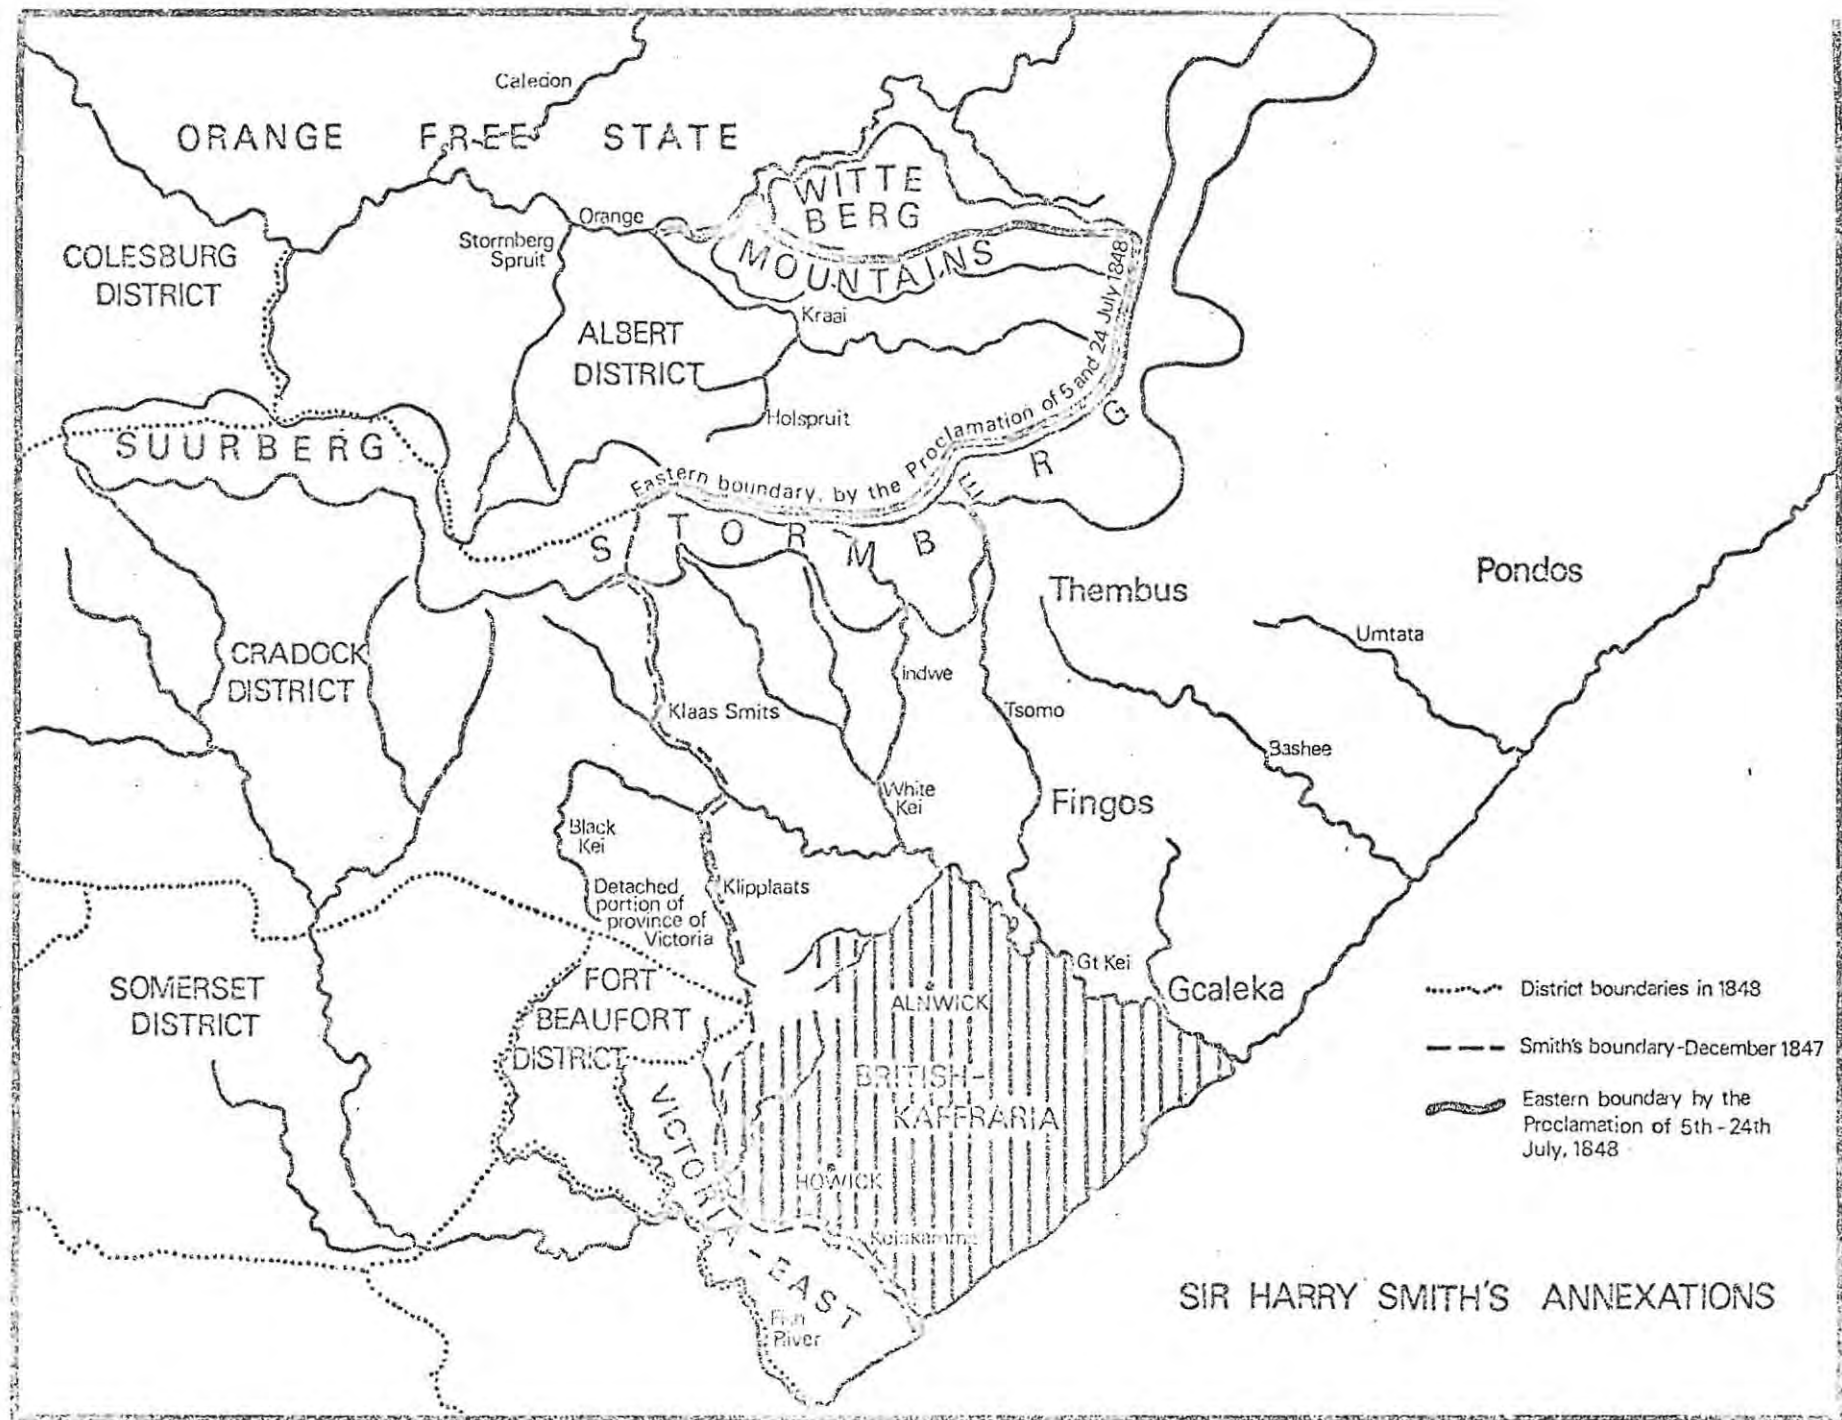 Caledon
ORANGE FREE STATE
WITTE
BERG
MOUNTAINS
Orange
Stormberg
Spruit
COLESBURG
DISTRICT
ALBERT
DISTRICT
Kraai
Holspruit
SUURBERG
Eastern boundary, by the Proclamation of 5 and 24 July 1848
STORMBERG
Thembus
Pondos
Umtata
CRADOCK
DISTRICT
Indwe
Klaas Smits
Tsomo
Bashee
White
Kei
Fingos
Black
Kei
Detached
portion of
province of
Victoria
Klipplaats
Gt Kei
Gcaleka
SOMERSET
DISTRICT
FORT
BEAUFORT
DISTRICT
ALNWICK
BRITISH-
KAFFRARIA
VICTORIA-EAST
HOWICK
Keiskamma
Fish
River
District boundaries in 1848
Smith's boundary-December 1847
Eastern boundary by the
Proclamation of 5th-24th
July, 1848
SIR HARRY SMITH'S ANNEXATIONS